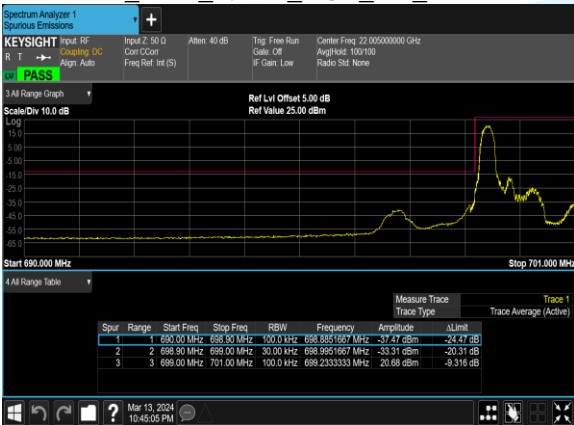 Spectrum Analyzer 1
Spurious Emissions
+
KEYSIGHT Input: RF Input Z: 50 Ω Atten: 40 dB Trig: Free Run Center Freq: 22.005000000 GHz
R T Coupling: DC Corr CCorr Gate: Off Avg|Hold: 100/100
Align: Auto Freq Ref: Int (S) IF Gain: Low Radio Std: None
PASS
3 All Range Graph
Ref Lvl Offset 5.00 dB
Scale/Div 10.0 dB Ref Value 25.00 dBm
Log
15.0
5.00
-5.00
-15.0
-25.0
-35.0
-45.0
-55.0
-65.0
Start 690.000 MHz Stop 701.000 MHz
4 All Range Table
Measure Trace Trace 1
Trace Type Trace Average (Active)
Spur Range Start Freq Stop Freq RBW Frequency Amplitude ΔLimit
1 1 690.00 MHz 698.90 MHz 100.0 kHz 698.8851667 MHz -37.47 dBm -24.47 dB
2 2 698.90 MHz 699.00 MHz 30.00 kHz 698.9951667 MHz -33.31 dBm -20.31 dB
3 3 699.00 MHz 701.00 MHz 100.0 kHz 699.2333333 MHz 20.68 dBm -9.316 dB
? Mar 13, 2024
10:45:05 PM